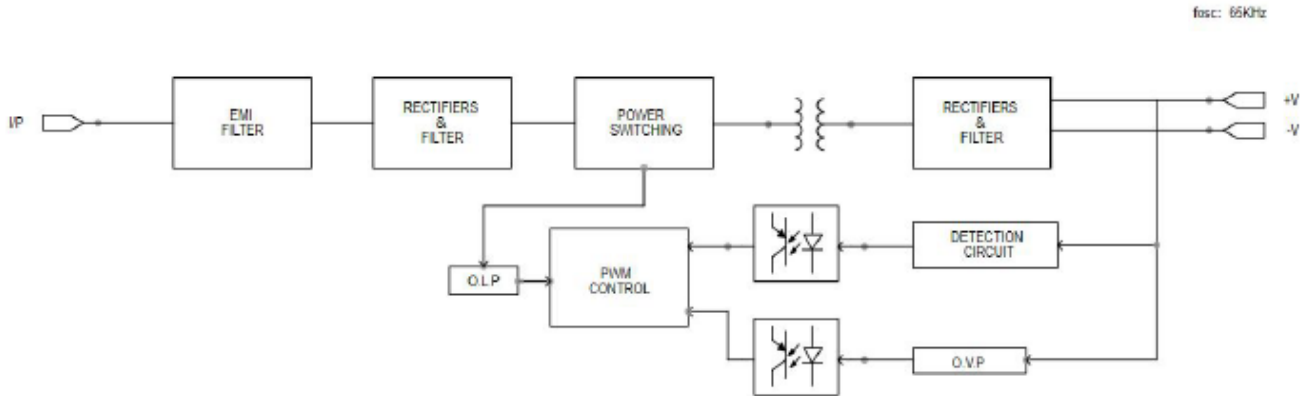 fosc: 65KHz
I/P
EMI
FILTER
RECTIFIERS
&
FILTER
POWER
SWITCHING
RECTIFIERS
&
FILTER
+V
-V
DETECTION
CIRCUIT
O.L.P
PWM
CONTROL
O.V.P